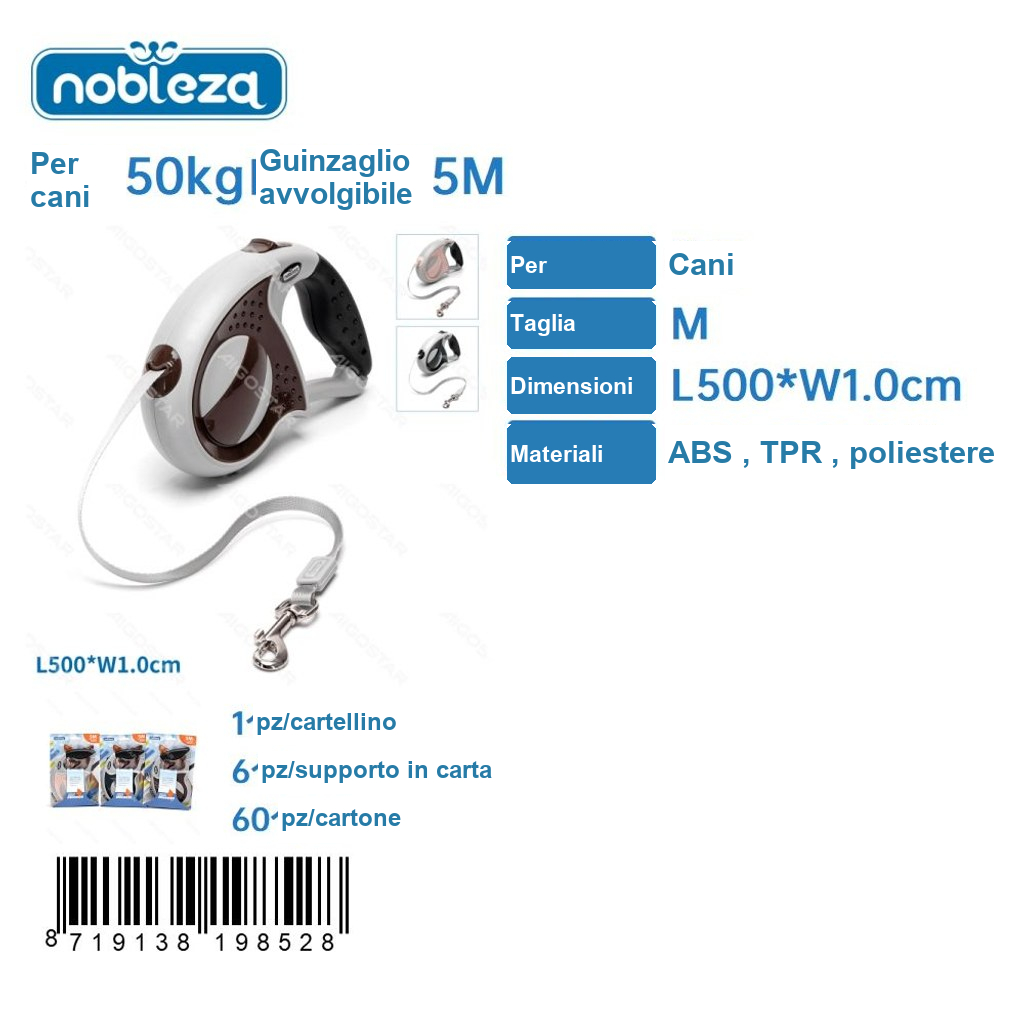 nobleza
Per cani 50kg Guinzaglio avvolgibile 5M
Per Cani
Taglia M
Dimensioni L500*W1.0cm
Materiali ABS , TPR , poliestere
AIGOSTAR
L500*W1.0cm
1 pz/cartellino
6 pz/supporto in carta
60 pz/cartone
8 719138 198528